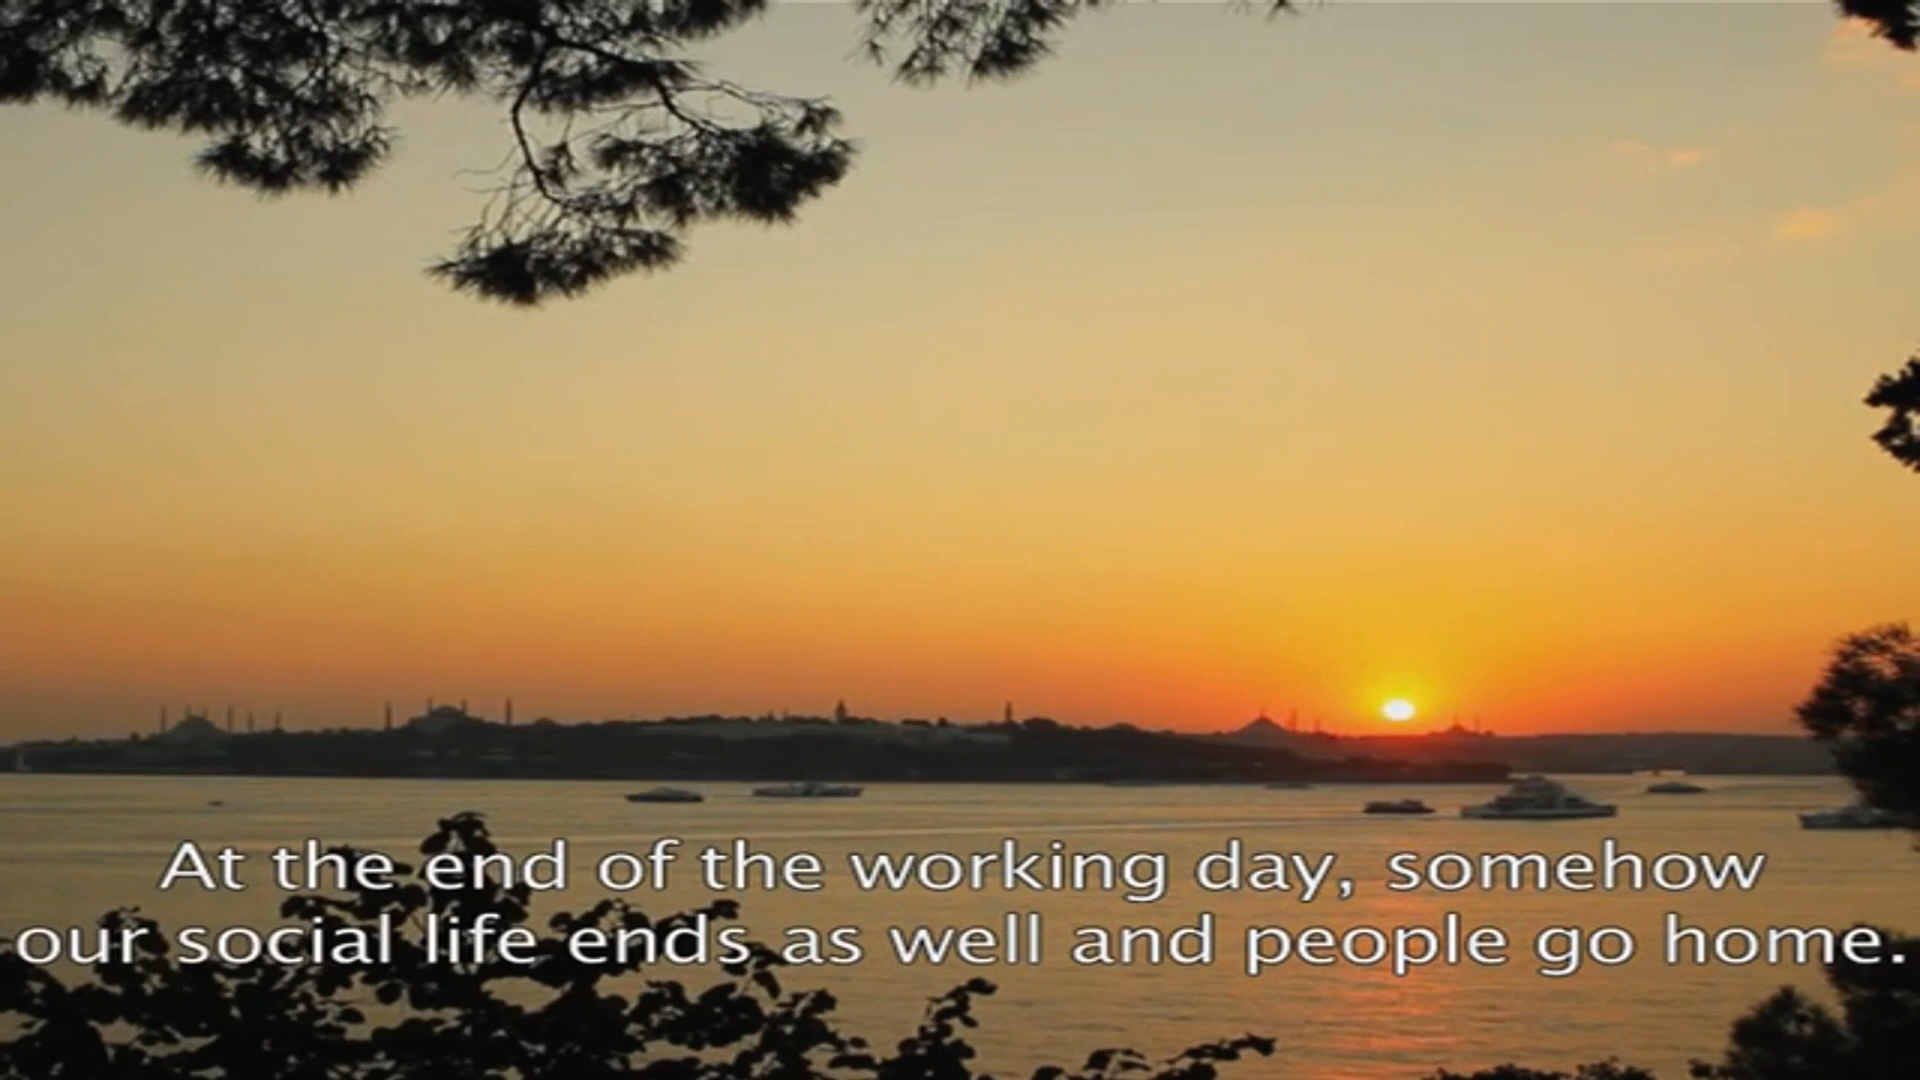 At the end of the working day, somehow
our social life ends as well and people go home.